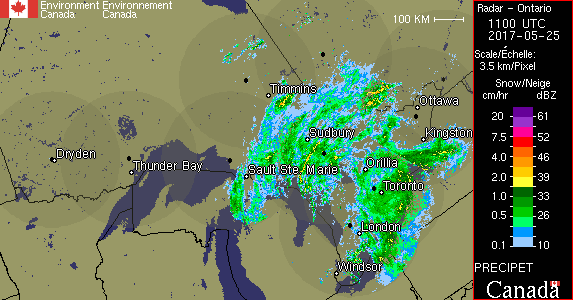 Environment Environnement
Canada Canada
Radar - Ontario
1100 UTC
2017-05-25
100 KM
Scale/Échelle:
3.5 km/Pixel
Snow/Neige
cm/hr dBZ
20 61
7.5 52
4.0 46
2.0 39
1.0 33
0.5 26
0.1 10
Timmins
Ottawa
Sudbury
Kingston
Dryden
Thunder Bay
Sault Ste. Marie
Orillia
Toronto
London
Windsor
PRECIPET
Canada